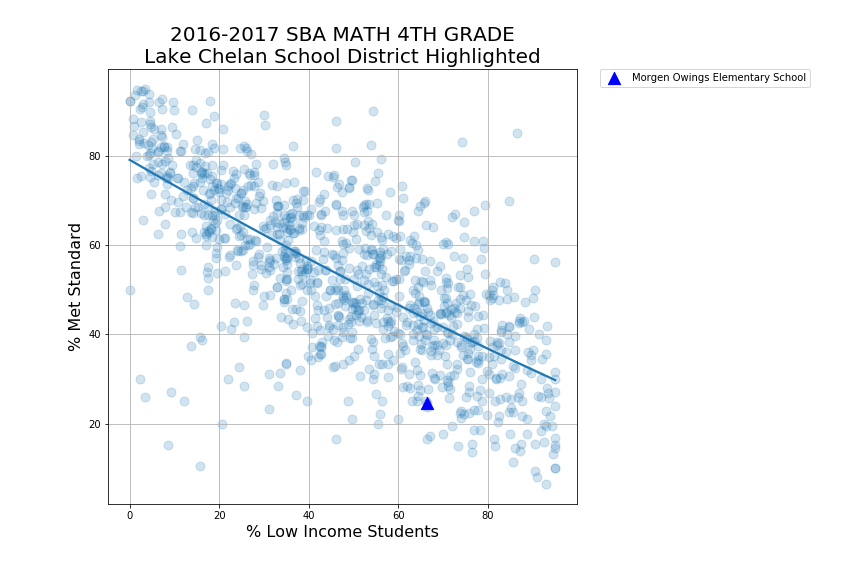 2016-2017 SBA MATH 4TH GRADE
Lake Chelan School District Highlighted
Morgen Owings Elementary School
% Met Standard
80
60
40
20
0
20
40
60
80
% Low Income Students